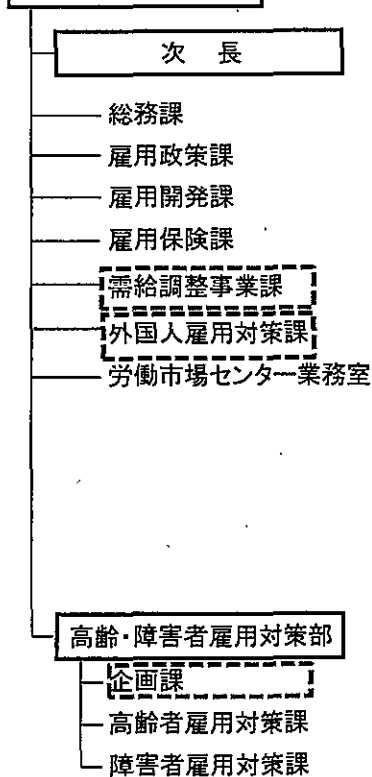 次 長
総務課
雇用政策課
雇用開発課
雇用保険課
需給調整事業課
外国人雇用対策課
労働市場センター業務室
高齢・障害者雇用対策部
企画課
高齢者雇用対策課
障害者雇用対策課